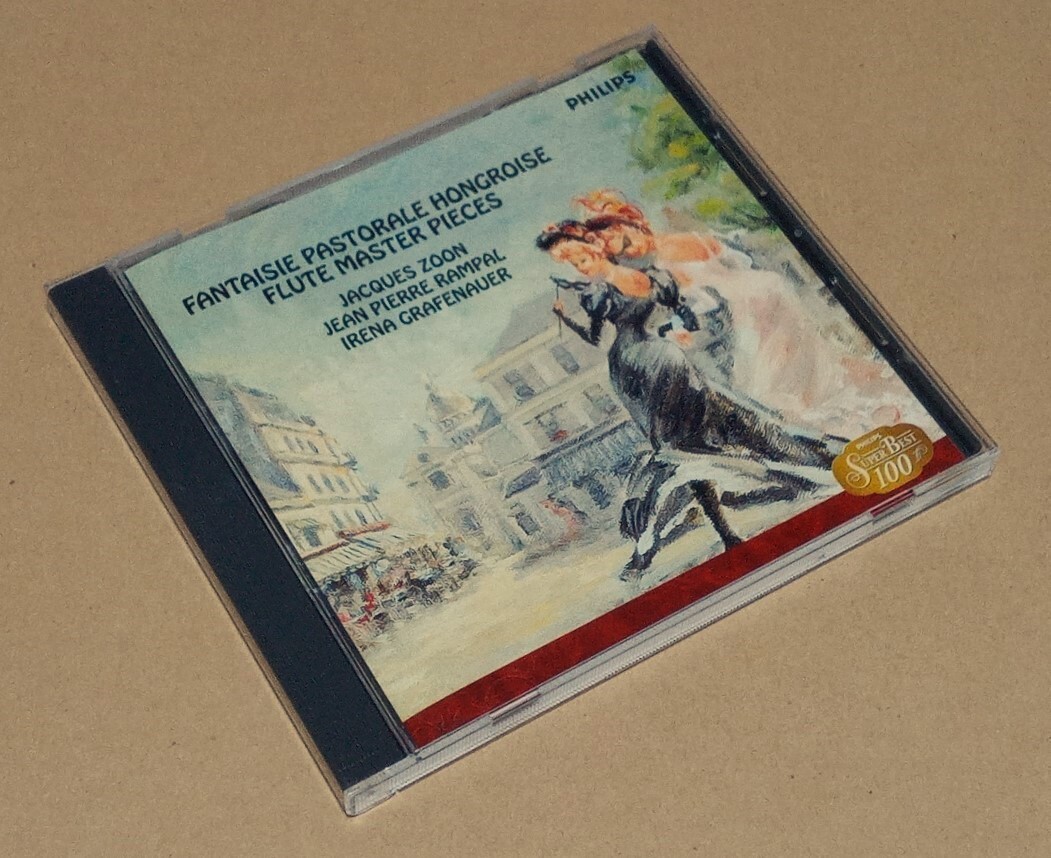 PHILIPS
FANTAISIE PASTORALE HONGROISE
FLUTE MASTER PIECES
JACQUES ZOON
JEAN PIERRE RAMPAL
IRENA GRAFENAUER
PHILIPS
SUPER BEST
100